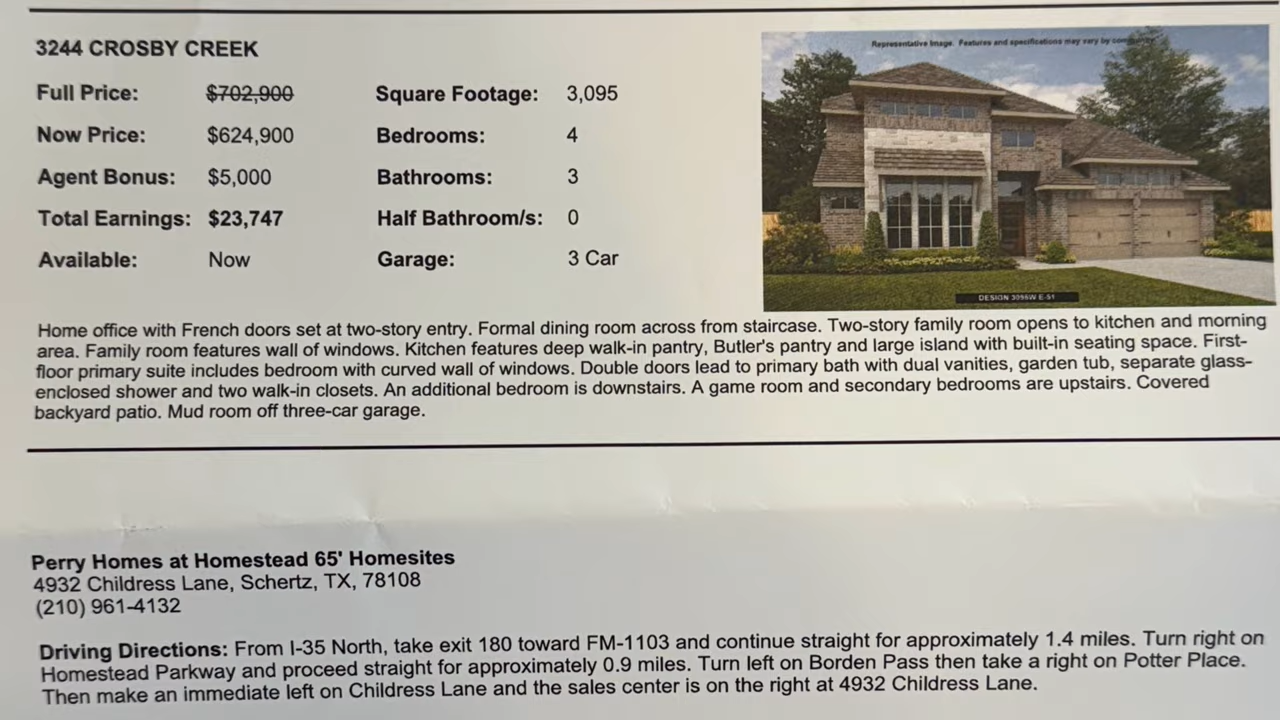 3244 CROSBY CREEK
Full Price: $702,900 Square Footage: 3,095
Now Price: $624,900 Bedrooms: 4
Agent Bonus: $5,000 Bathrooms: 3
Total Earnings: $23,747 Half Bathroom/s: 0
Available: Now Garage: 3 Car
Representative Image. Features and specifications may vary by community.
DESIGN 3095W E-51
Home office with French doors set at two-story entry. Formal dining room across from staircase. Two-story family room opens to kitchen and morning
area. Family room features wall of windows. Kitchen features deep walk-in pantry, Butler's pantry and large island with built-in seating space. First-
floor primary suite includes bedroom with curved wall of windows. Double doors lead to primary bath with dual vanities, garden tub, separate glass-
enclosed shower and two walk-in closets. An additional bedroom is downstairs. A game room and secondary bedrooms are upstairs. Covered
backyard patio. Mud room off three-car garage.
Perry Homes at Homestead 65' Homesites
4932 Childress Lane, Schertz, TX, 78108
(210) 961-4132
Driving Directions: From I-35 North, take exit 180 toward FM-1103 and continue straight for approximately 1.4 miles. Turn right on
Homestead Parkway and proceed straight for approximately 0.9 miles. Turn left on Borden Pass then take a right on Potter Place.
Then make an immediate left on Childress Lane and the sales center is on the right at 4932 Childress Lane.